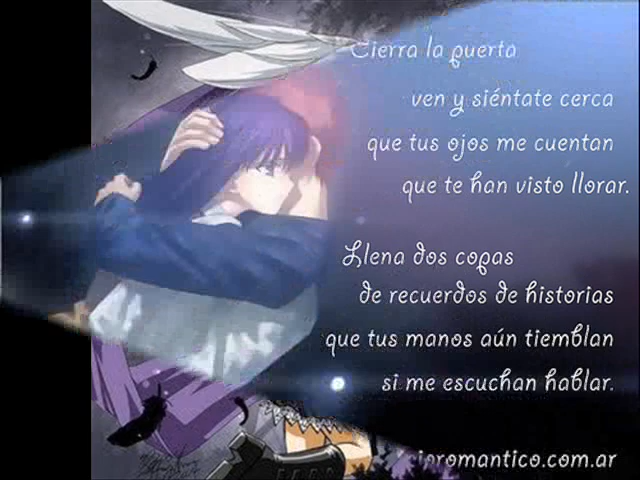 Cierra la puerta
ven y siéntate cerca
que tus ojos me cuentan
que te han visto llorar.
Llena dos copas
de recuerdos de historias
que tus manos aún tiemblan
si me escuchan hablar.
ioromantico.com.ar